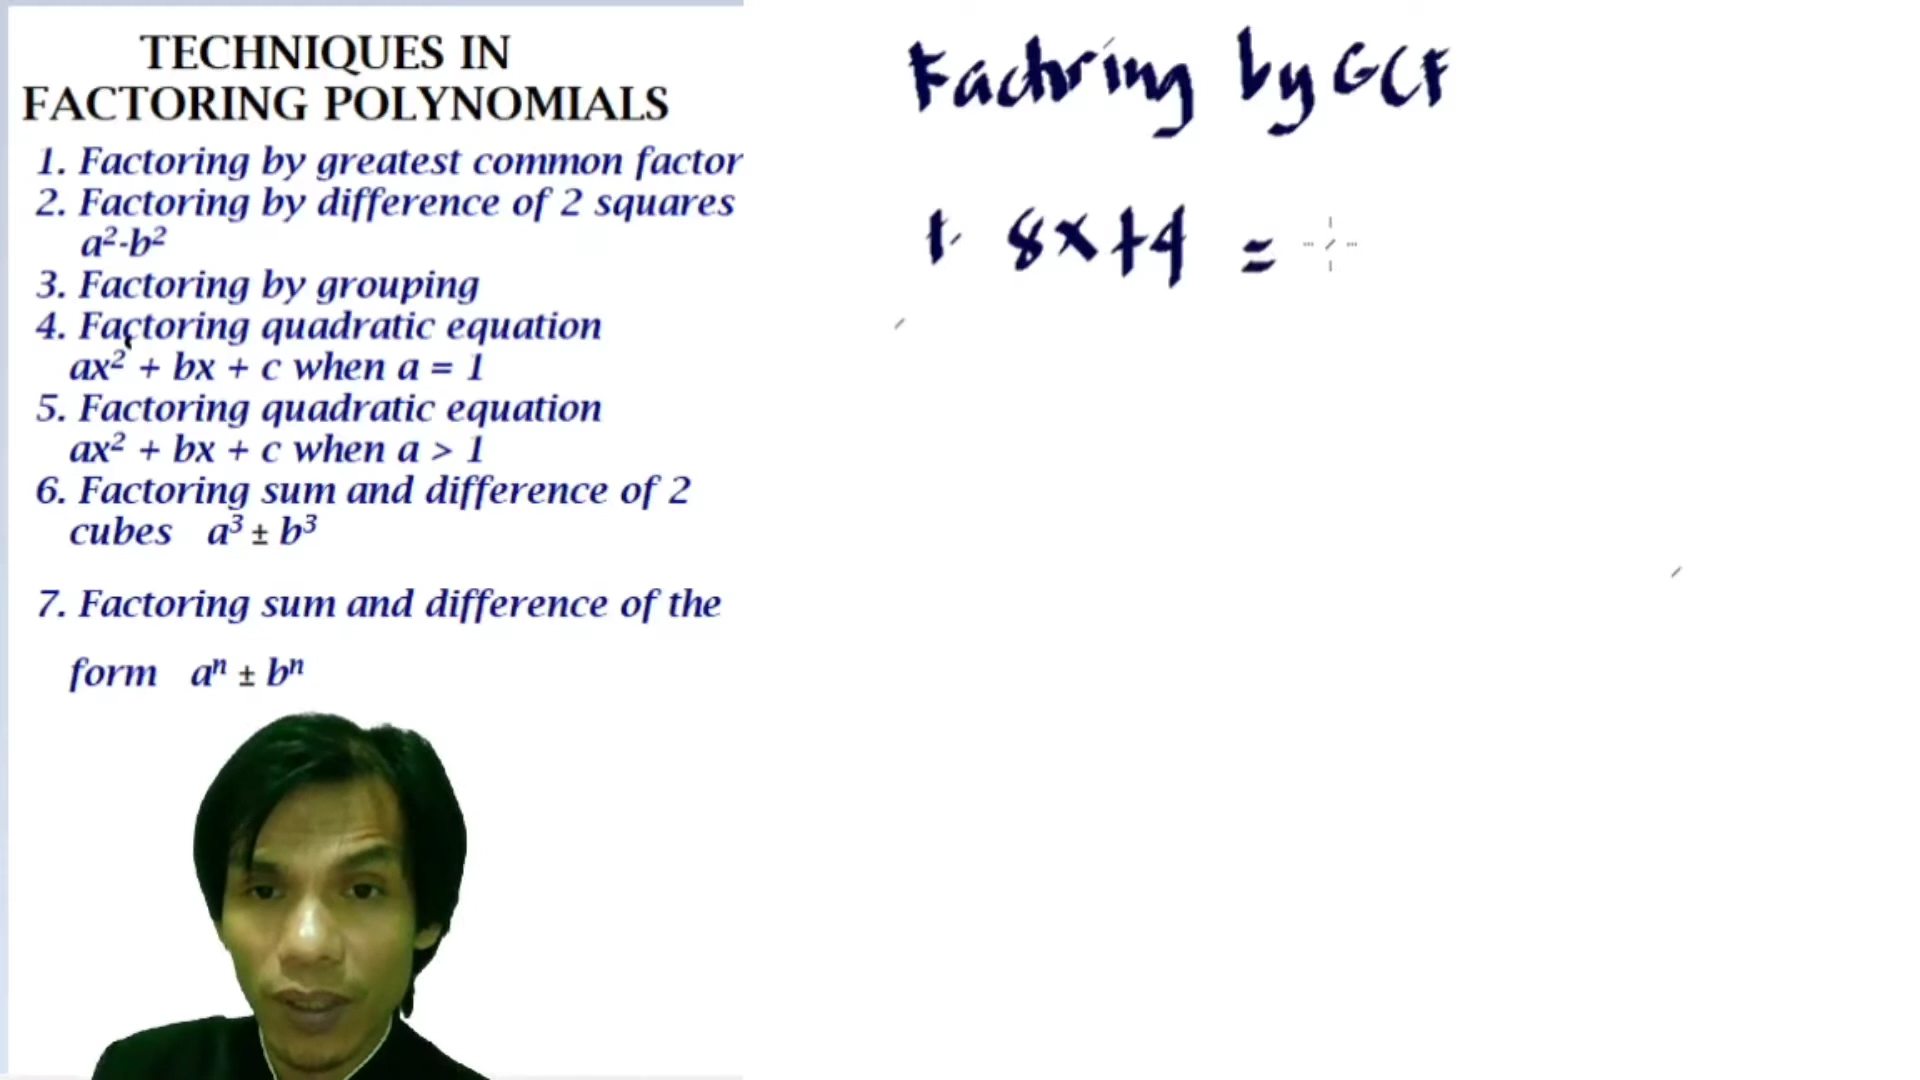 TECHNIQUES IN
FACTORING POLYNOMIALS
1. Factoring by greatest common factor
2. Factoring by difference of 2 squares
a²-b²
3. Factoring by grouping
4. Factoring quadratic equation
ax² + bx + c when a = 1
5. Factoring quadratic equation
ax² + bx + c when a > 1
6. Factoring sum and difference of 2
cubes a³ ± b³
7. Factoring sum and difference of the
form aⁿ ± bⁿ
Factoring by GCF
1. 8x+4 =